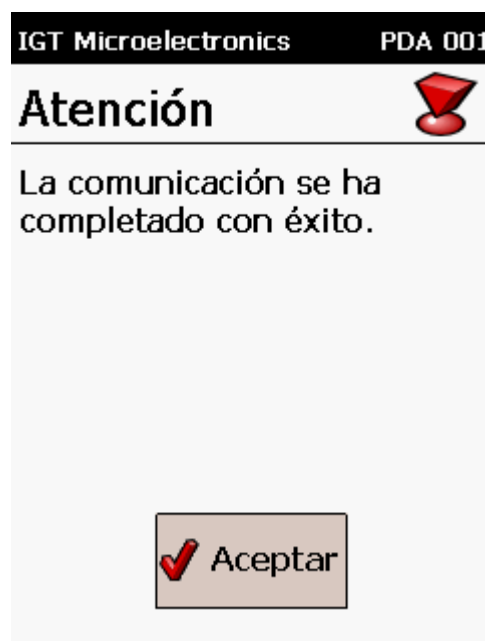 IGT Microelectronics PDA 001
Atención
La comunicación se ha
completado con éxito.
Aceptar